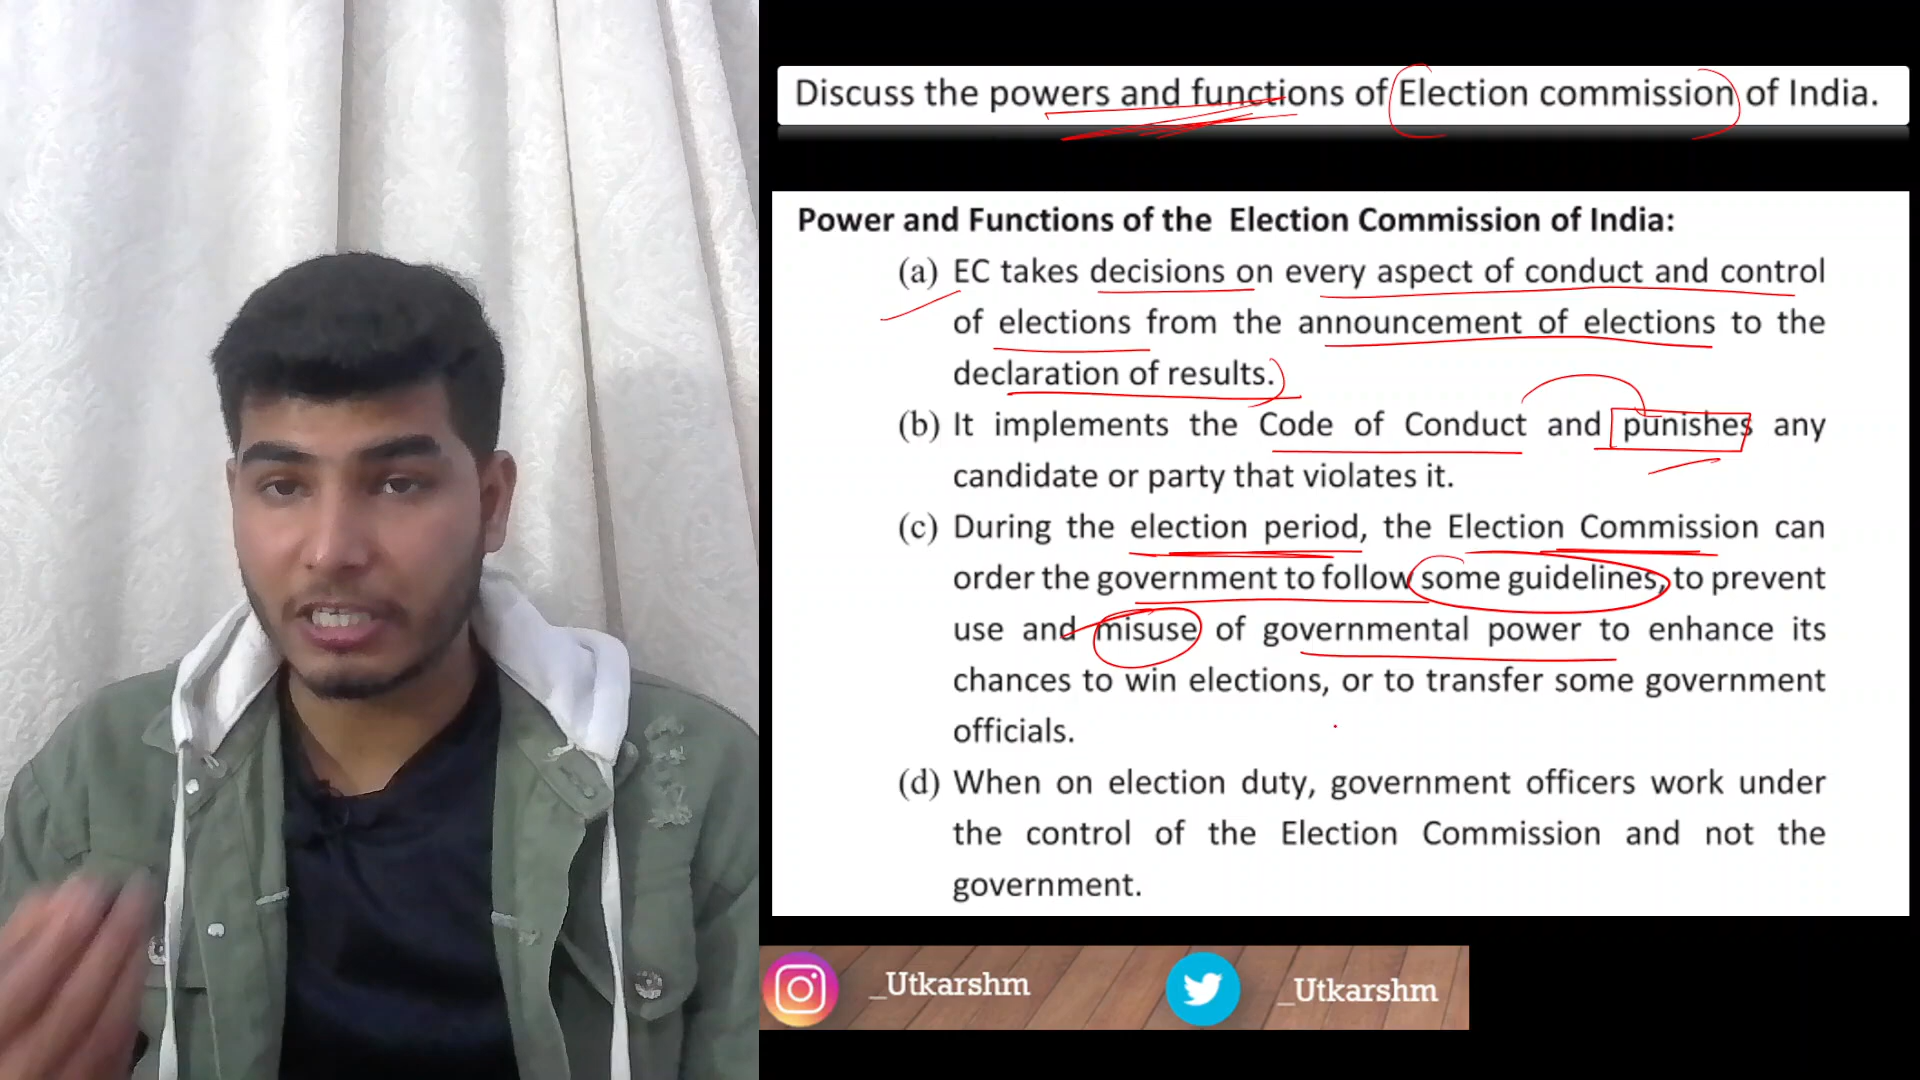 Discuss the powers and functions of Election commission of India.
Power and Functions of the Election Commission of India:
(a) EC takes decisions on every aspect of conduct and control
of elections from the announcement of elections to the
declaration of results.
(b) It implements the Code of Conduct and punishes any
candidate or party that violates it.
(c) During the election period, the Election Commission can
order the government to follow some guidelines, to prevent
use and misuse of governmental power to enhance its
chances to win elections, or to transfer some government
officials.
(d) When on election duty, government officers work under
the control of the Election Commission and not the
government.
_Utkarshm
_Utkarshm